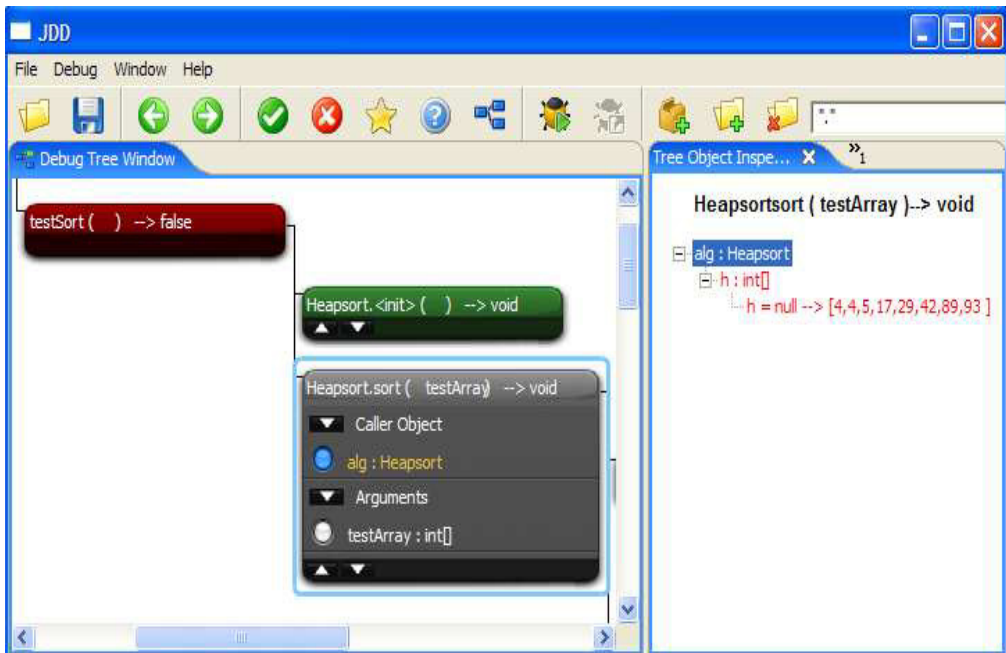 JDD
File Debug Window Help
*.*
Debug Tree Window
testSort ( ) --> false
Heapsort.<init> ( ) --> void
Heapsort.sort ( testArray) --> void
Caller Object
alg : Heapsort
Arguments
testArray : int[]
Tree Object Inspe... X »1
Heapsortsort ( testArray )--> void
alg : Heapsort
h : int[]
h = null --> [4,4,5,17,29,42,89,93 ]